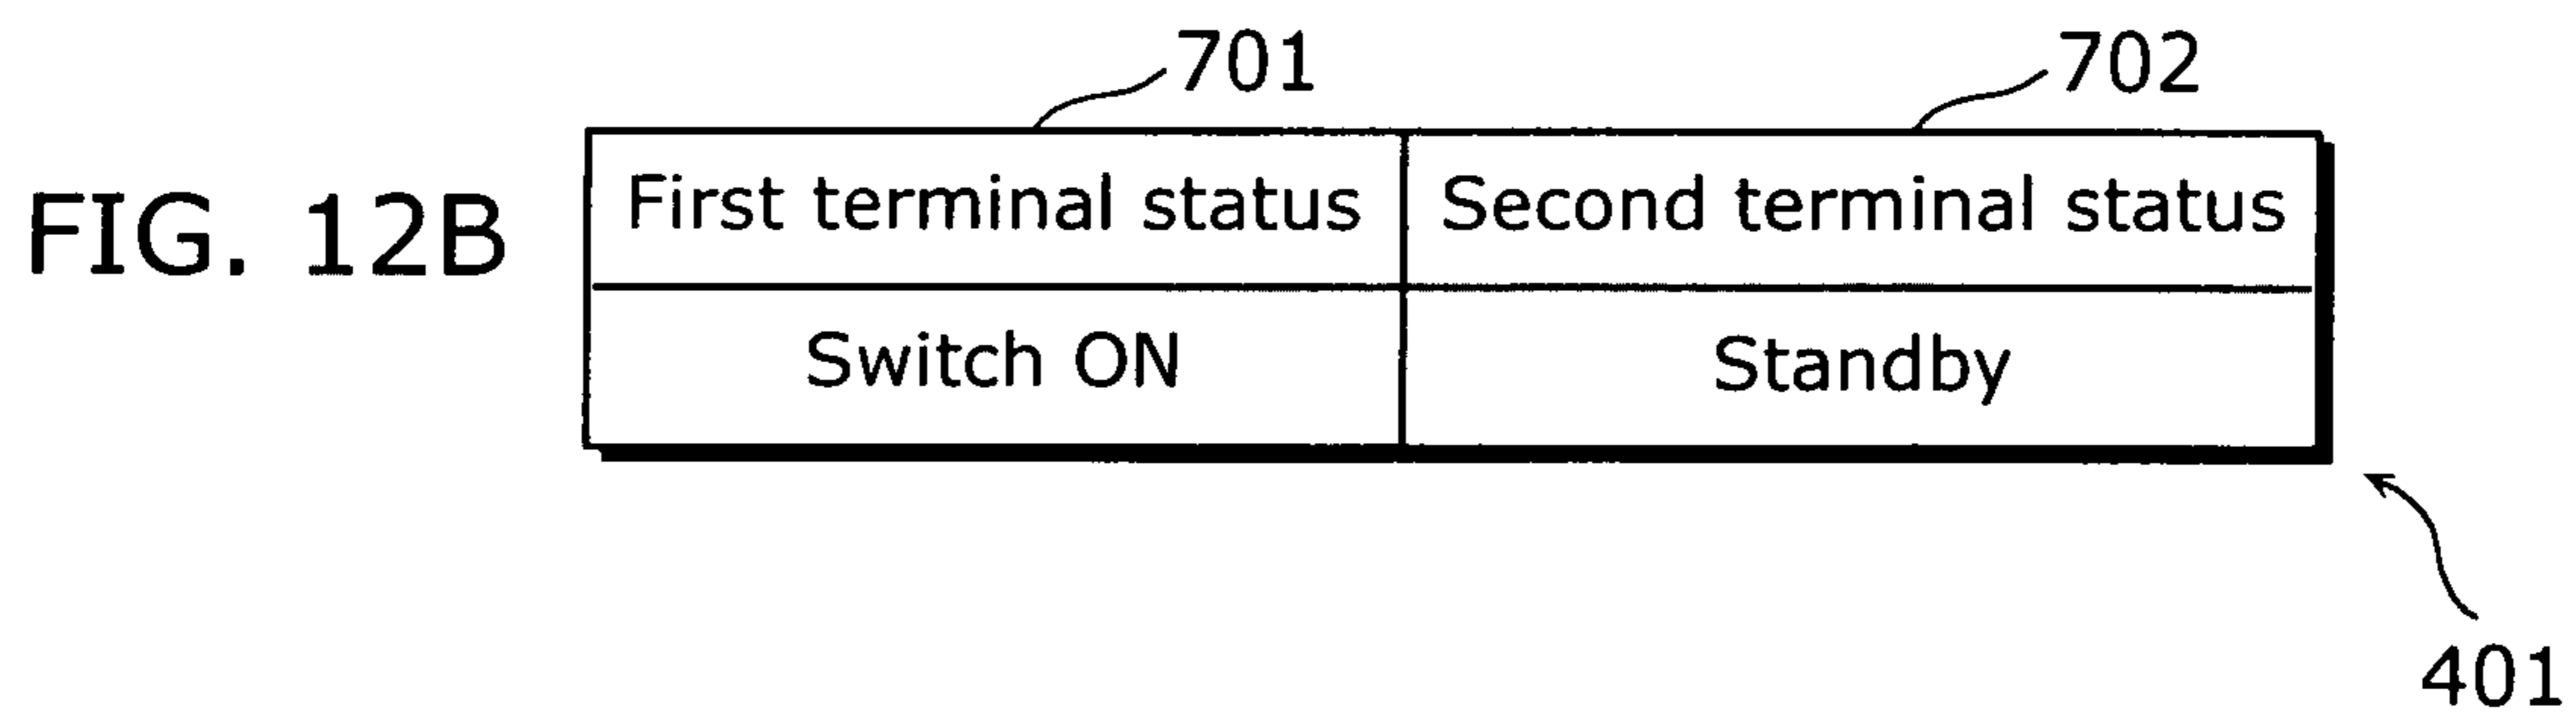 701 702
FIG. 12B
First terminal status Second terminal status
Switch ON Standby
401